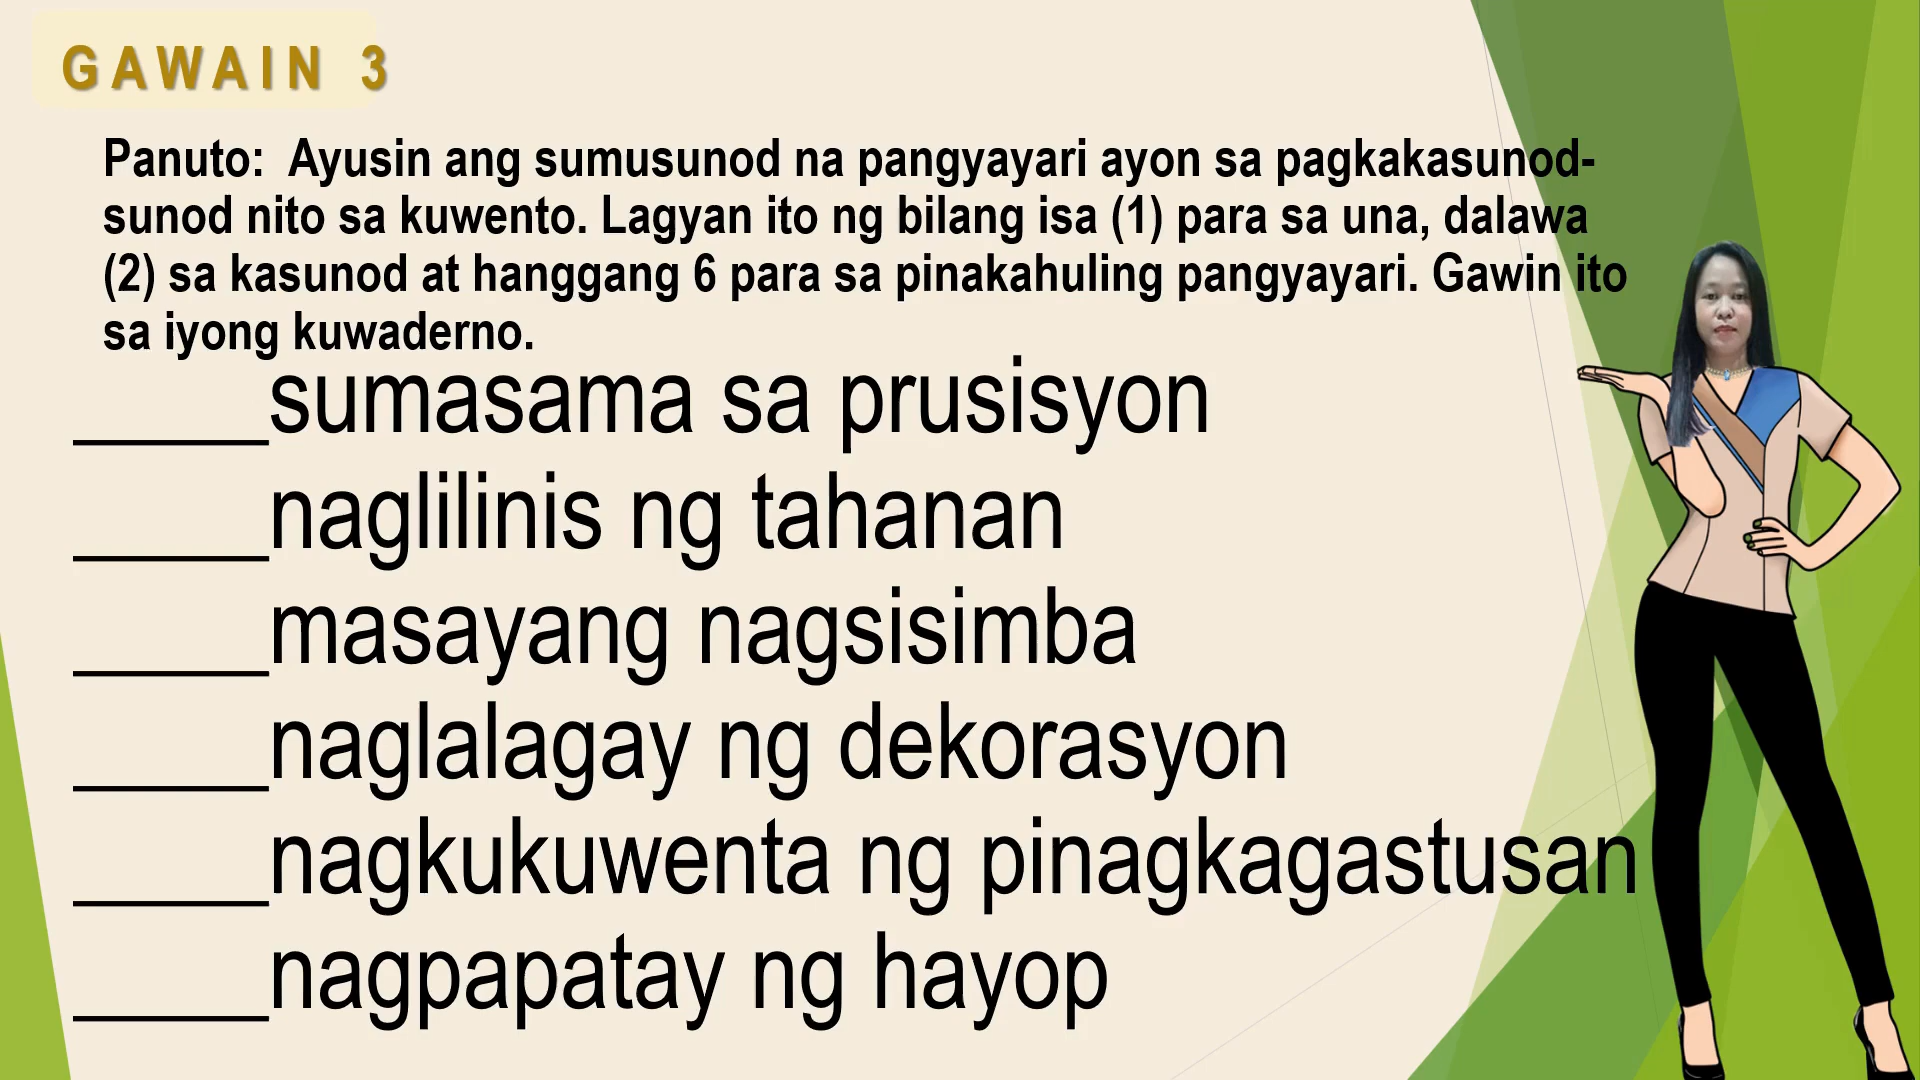 GAWAIN 3
Panuto: Ayusin ang sumusunod na pangyayari ayon sa pagkakasunod-
sunod nito sa kuwento. Lagyan ito ng bilang isa (1) para sa una, dalawa
(2) sa kasunod at hanggang 6 para sa pinakahuling pangyayari. Gawin ito
sa iyong kuwaderno.
_____sumasama sa prusisyon
_____naglilinis ng tahanan
_____masayang nagsisimba
_____naglalagay ng dekorasyon
_____nagkukuwenta ng pinagkagastusan
_____nagpapatay ng hayop